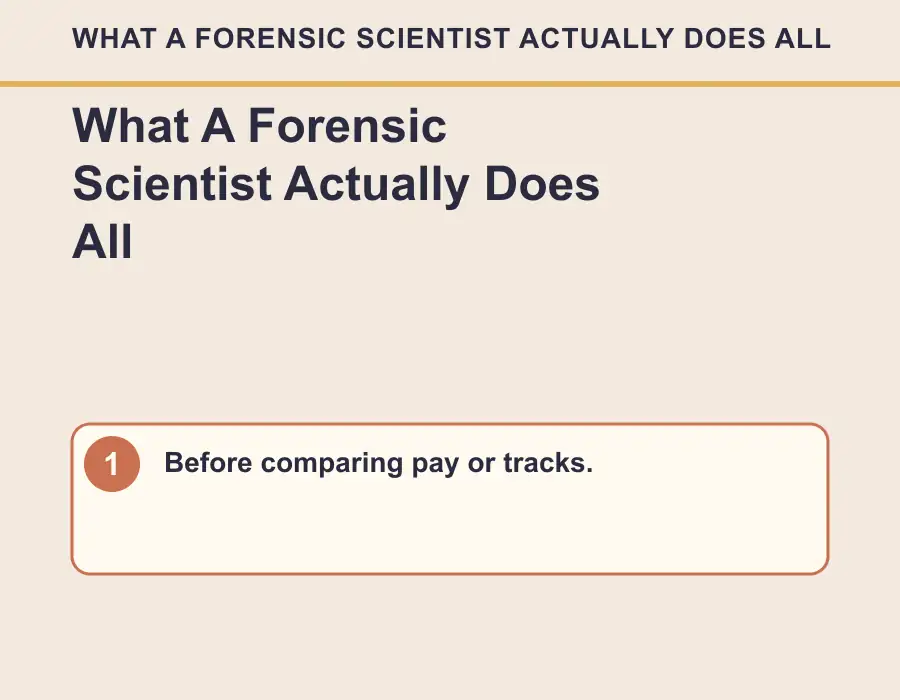 WHAT A FORENSIC SCIENTIST ACTUALLY DOES ALL
What A Forensic
Scientist Actually Does
All
1 Before comparing pay or tracks.